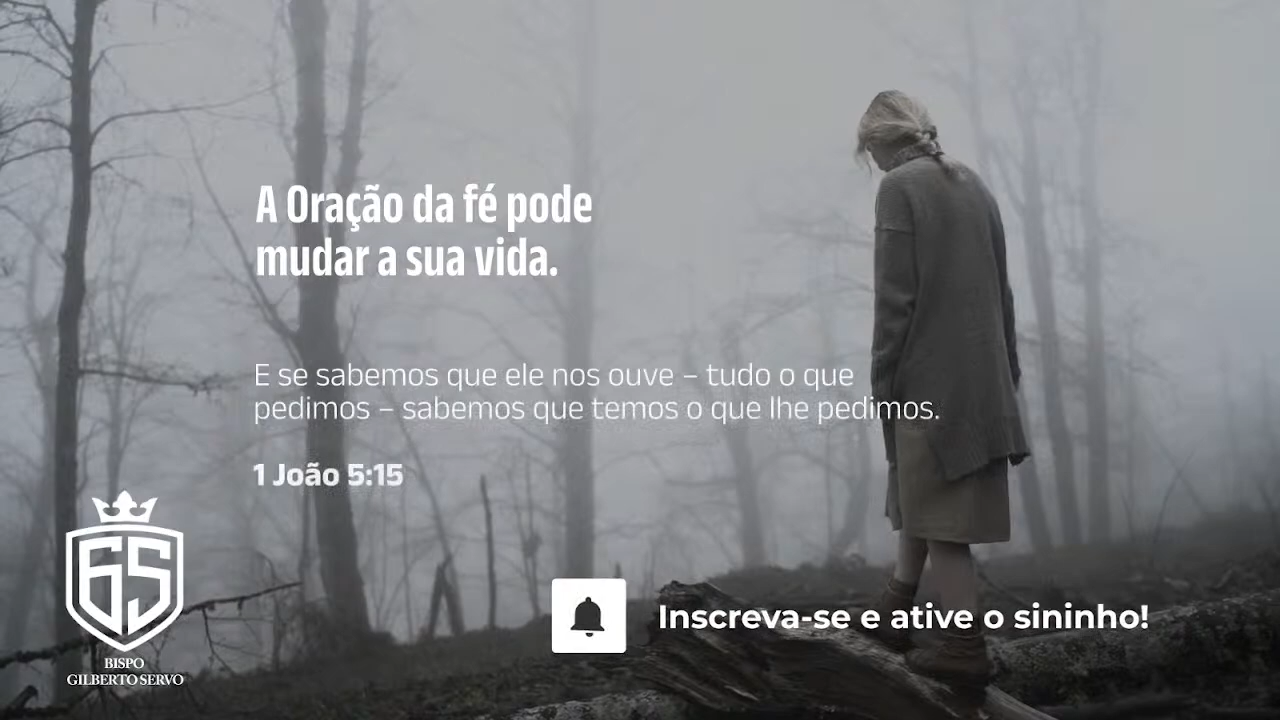 A Oração da fé pode
mudar a sua vida.
E se sabemos que ele nos ouve – tudo o que
pedimos – sabemos que temos o que lhe pedimos.
1 João 5:15
GS
BISPO
GILBERTO SERVO
Inscreva-se e ative o sininho!